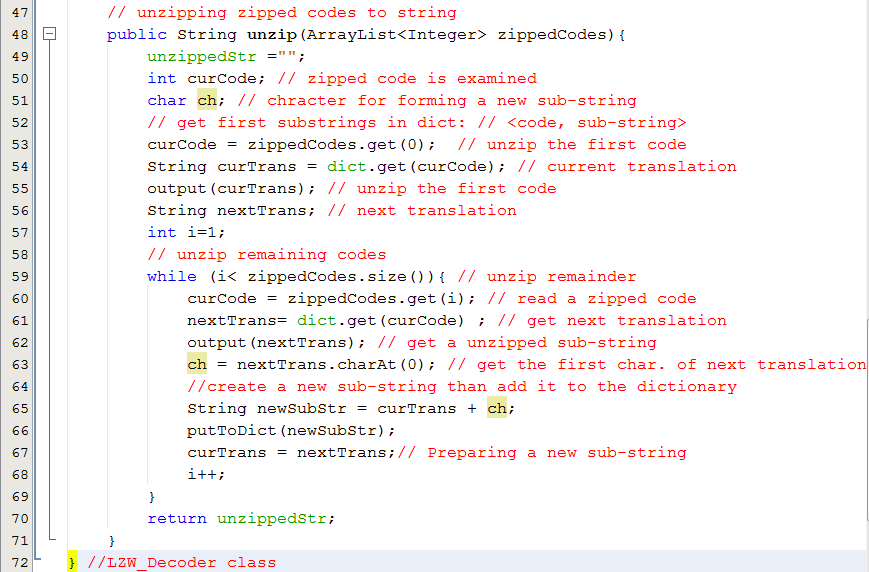 47 // unzipping zipped codes to string
48 public String unzip(ArrayList<Integer> zippedCodes){
49 unzippedStr ="";
50 int curCode; // zipped code is examined
51 char ch; // chracter for forming a new sub-string
52 // get first substrings in dict: // <code, sub-string>
53 curCode = zippedCodes.get(0);  // unzip the first code
54 String curTrans = dict.get(curCode); // current translation
55 output(curTrans); // unzip the first code
56 String nextTrans; // next translation
57 int i=1;
58 // unzip remaining codes
59 while (i< zippedCodes.size()){ // unzip remainder
60 curCode = zippedCodes.get(i); // read a zipped code
61 nextTrans= dict.get(curCode) ; // get next translation
62 output(nextTrans); // get a unzipped sub-string
63 ch = nextTrans.charAt(0); // get the first char. of next translation
64 //create a new sub-string than add it to the dictionary
65 String newSubStr = curTrans + ch;
66 putToDict(newSubStr);
67 curTrans = nextTrans;// Preparing a new sub-string
68 i++;
69 }
70 return unzippedStr;
71 }
72 } //LZW_Decoder class